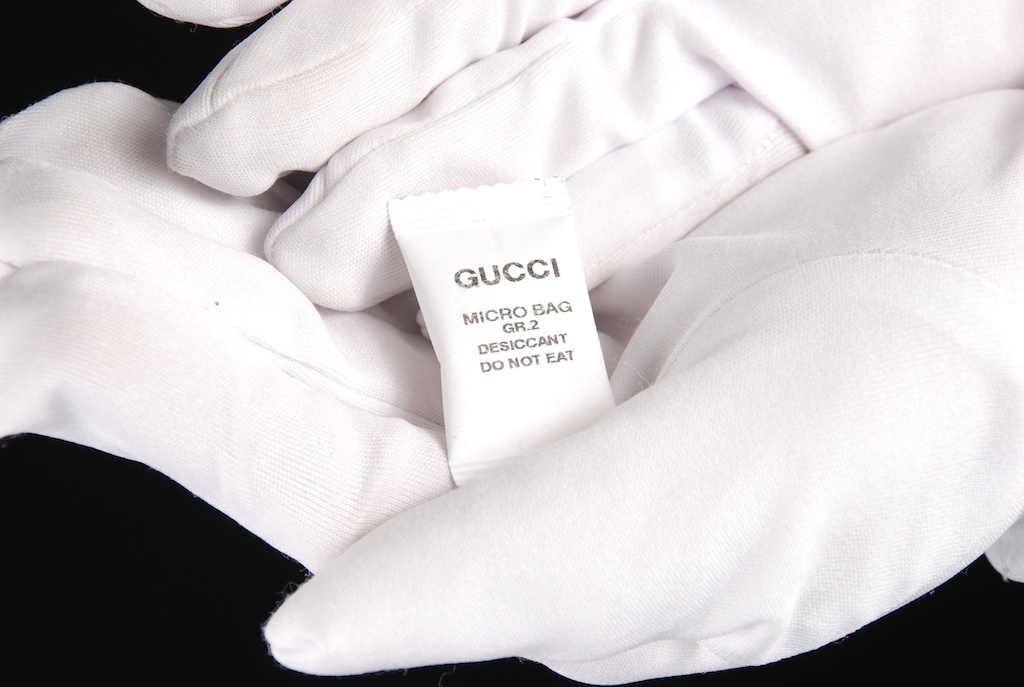 GUCCI
MICRO BAG
GR.2
DESICCANT
DO NOT EAT